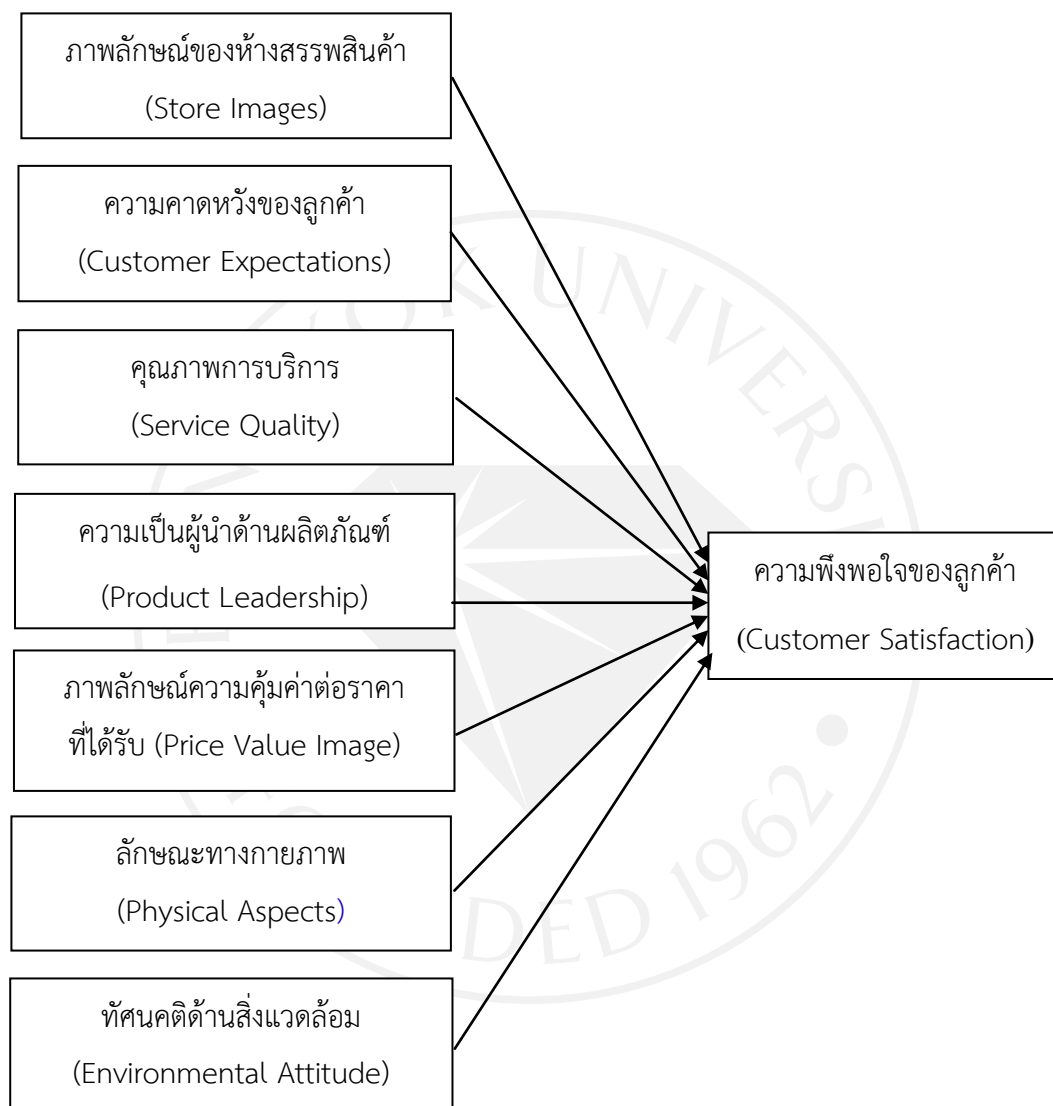 ภาพลักษณ์ของห้างสรรพสินค้า
(Store Images)
ความคาดหวังของลูกค้า
(Customer Expectations)
คุณภาพการบริการ
(Service Quality)
ความเป็นผู้นำด้านผลิตภัณฑ์
(Product Leadership)
ภาพลักษณ์ความคุ้มค่าต่อราคา
ที่ได้รับ (Price Value Image)
ลักษณะทางกายภาพ
(Physical Aspects)
ทัศนคติด้านสิ่งแวดล้อม
(Environmental Attitude)
ความพึงพอใจของลูกค้า
(Customer Satisfaction)
UNIVERSI
DED 1962